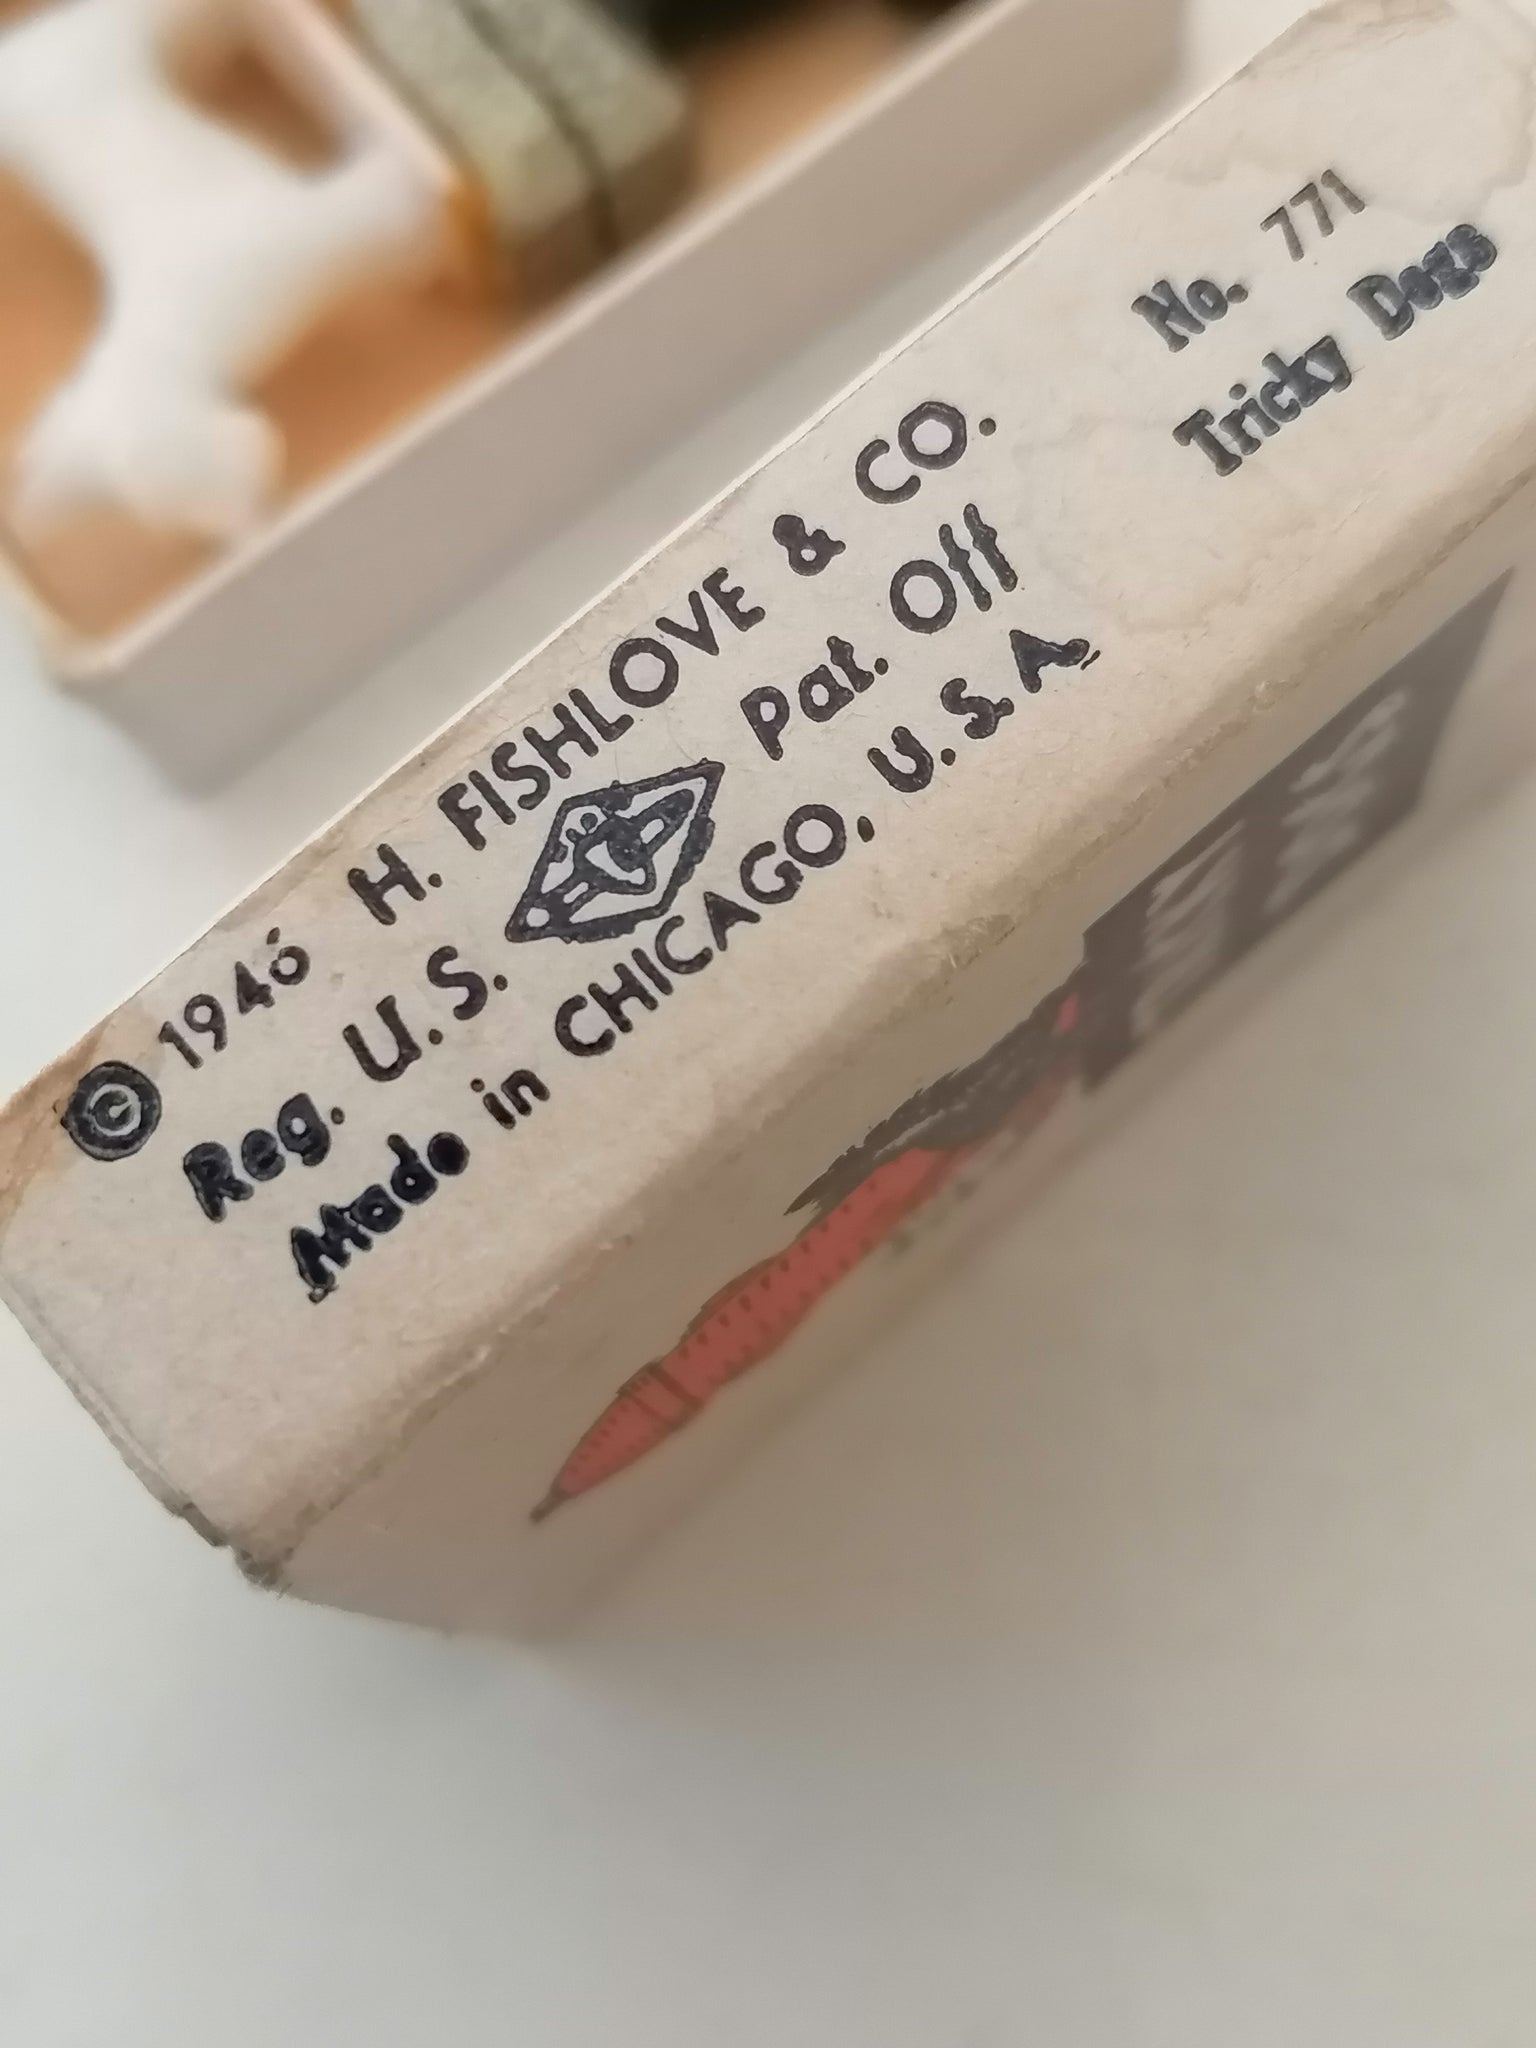 © 1946 H. FISHLOVE & CO.
Reg. U.S. Pat. Off
Made in CHICAGO, U.S.A.
No. 771
Tricky Dogs